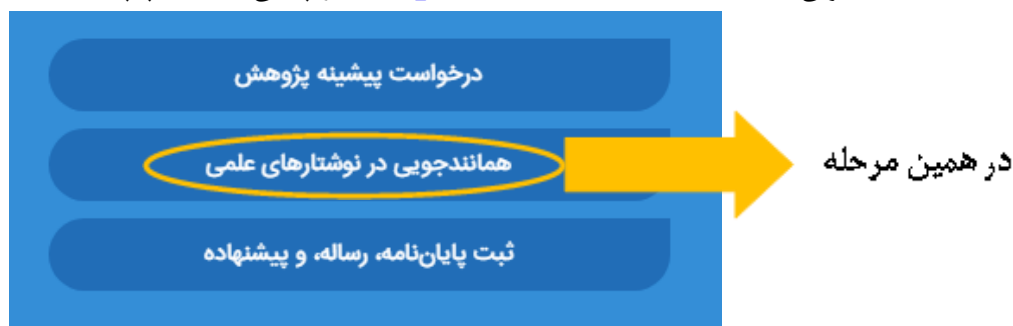 درخواست پیشینه پژوهش
همانندجویی در نوشتارهای علمی
در همین مرحله
ثبت پایان‌نامه، رساله، و پیشنهاده